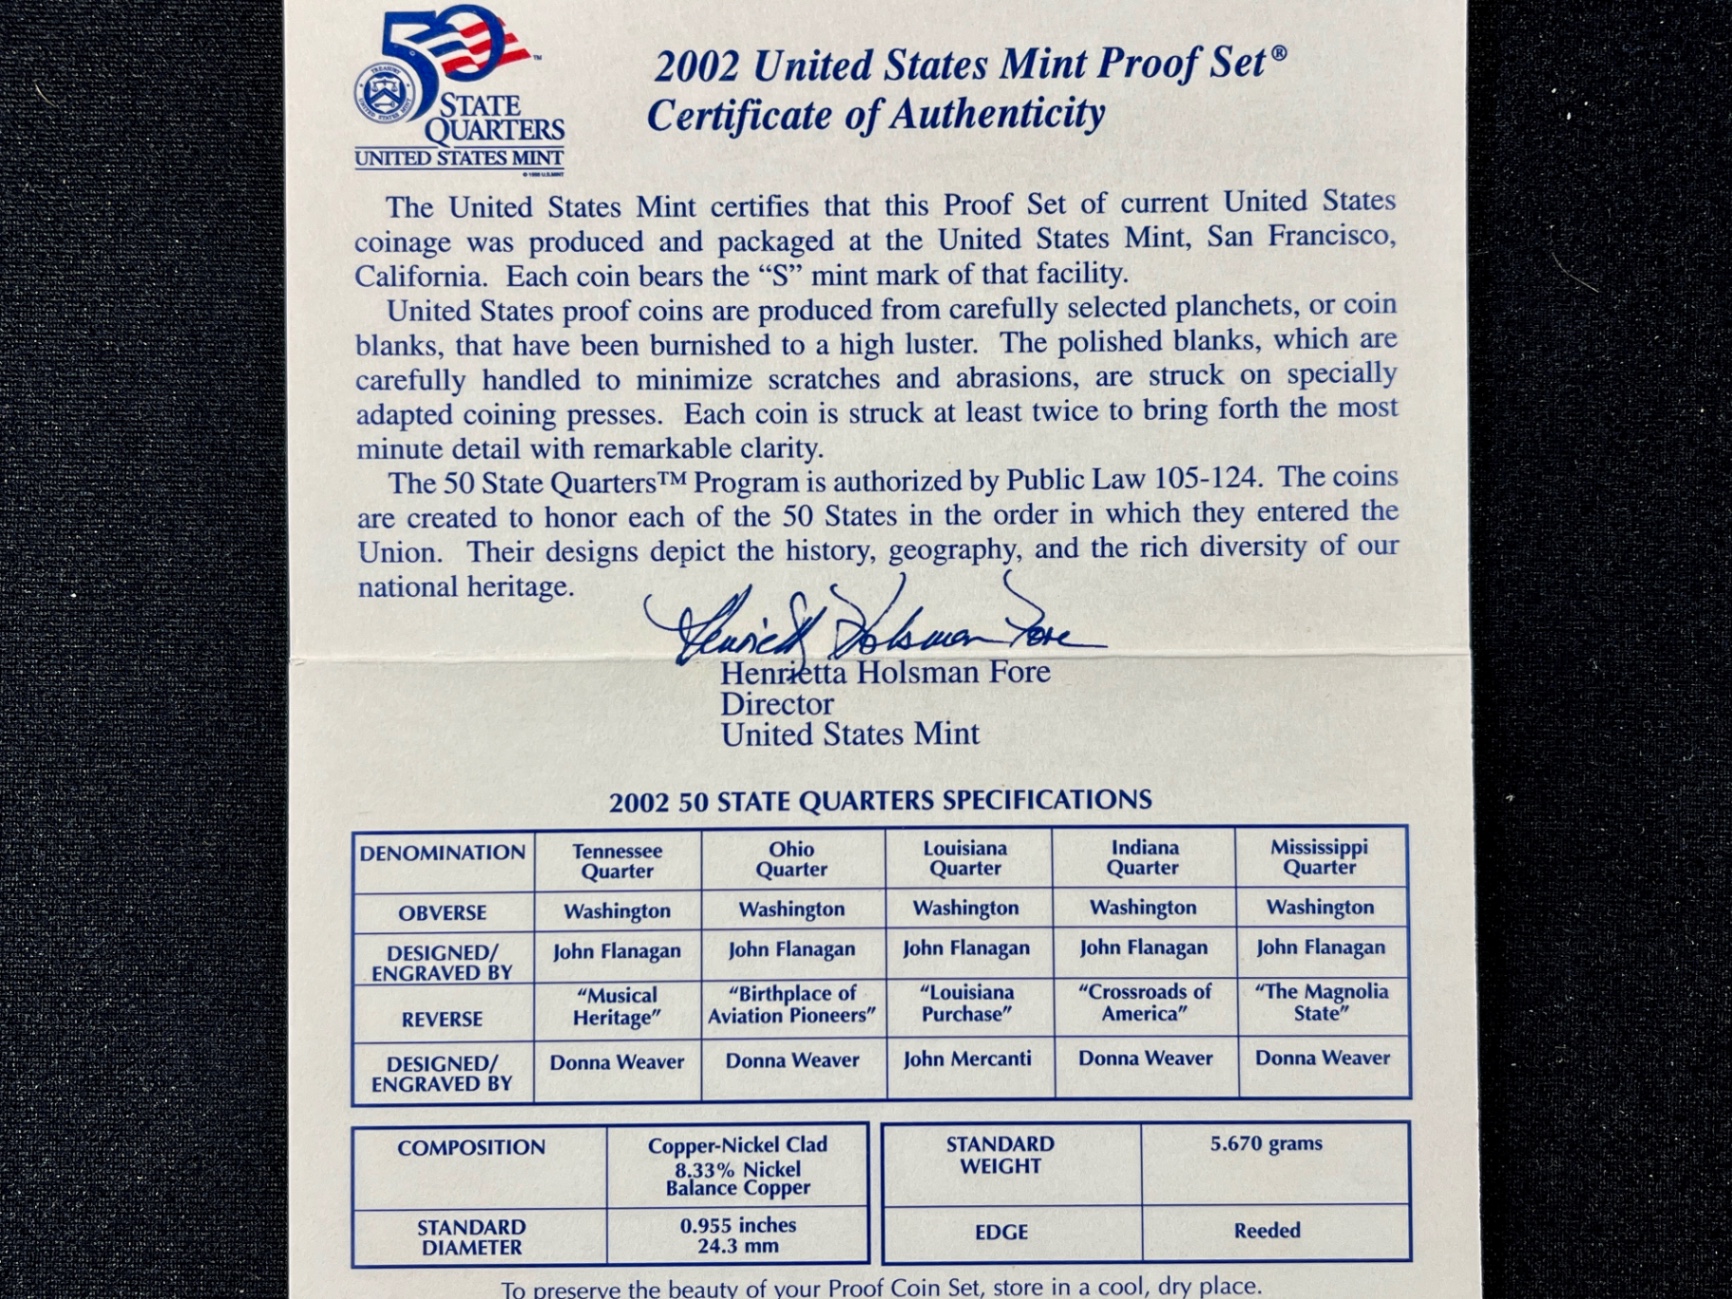 50™
STATE
QUARTERS
UNITED STATES MINT
2002 United States Mint Proof Set®
Certificate of Authenticity
The United States Mint certifies that this Proof Set of current United States
coinage was produced and packaged at the United States Mint, San Francisco,
California. Each coin bears the “S” mint mark of that facility.
United States proof coins are produced from carefully selected planchets, or coin
blanks, that have been burnished to a high luster. The polished blanks, which are
carefully handled to minimize scratches and abrasions, are struck on specially
adapted coining presses. Each coin is struck at least twice to bring forth the most
minute detail with remarkable clarity.
The 50 State Quarters™ Program is authorized by Public Law 105-124. The coins
are created to honor each of the 50 States in the order in which they entered the
Union. Their designs depict the history, geography, and the rich diversity of our
national heritage.
Henrietta Holsman Fore
Henrietta Holsman Fore
Director
United States Mint
2002 50 STATE QUARTERS SPECIFICATIONS
DENOMINATION Tennessee Quarter Ohio Quarter Louisiana Quarter Indiana Quarter Mississippi Quarter
OBVERSE Washington Washington Washington Washington Washington
DESIGNED/ ENGRAVED BY John Flanagan John Flanagan John Flanagan John Flanagan John Flanagan
REVERSE “Musical Heritage” “Birthplace of Aviation Pioneers” “Louisiana Purchase” “Crossroads of America” “The Magnolia State”
DESIGNED/ ENGRAVED BY Donna Weaver Donna Weaver John Mercanti Donna Weaver Donna Weaver
COMPOSITION Copper-Nickel Clad
8.33% Nickel
Balance Copper
STANDARD DIAMETER 0.955 inches
24.3 mm
STANDARD WEIGHT 5.670 grams
EDGE Reeded
To preserve the beauty of your Proof Coin Set, store in a cool, dry place.